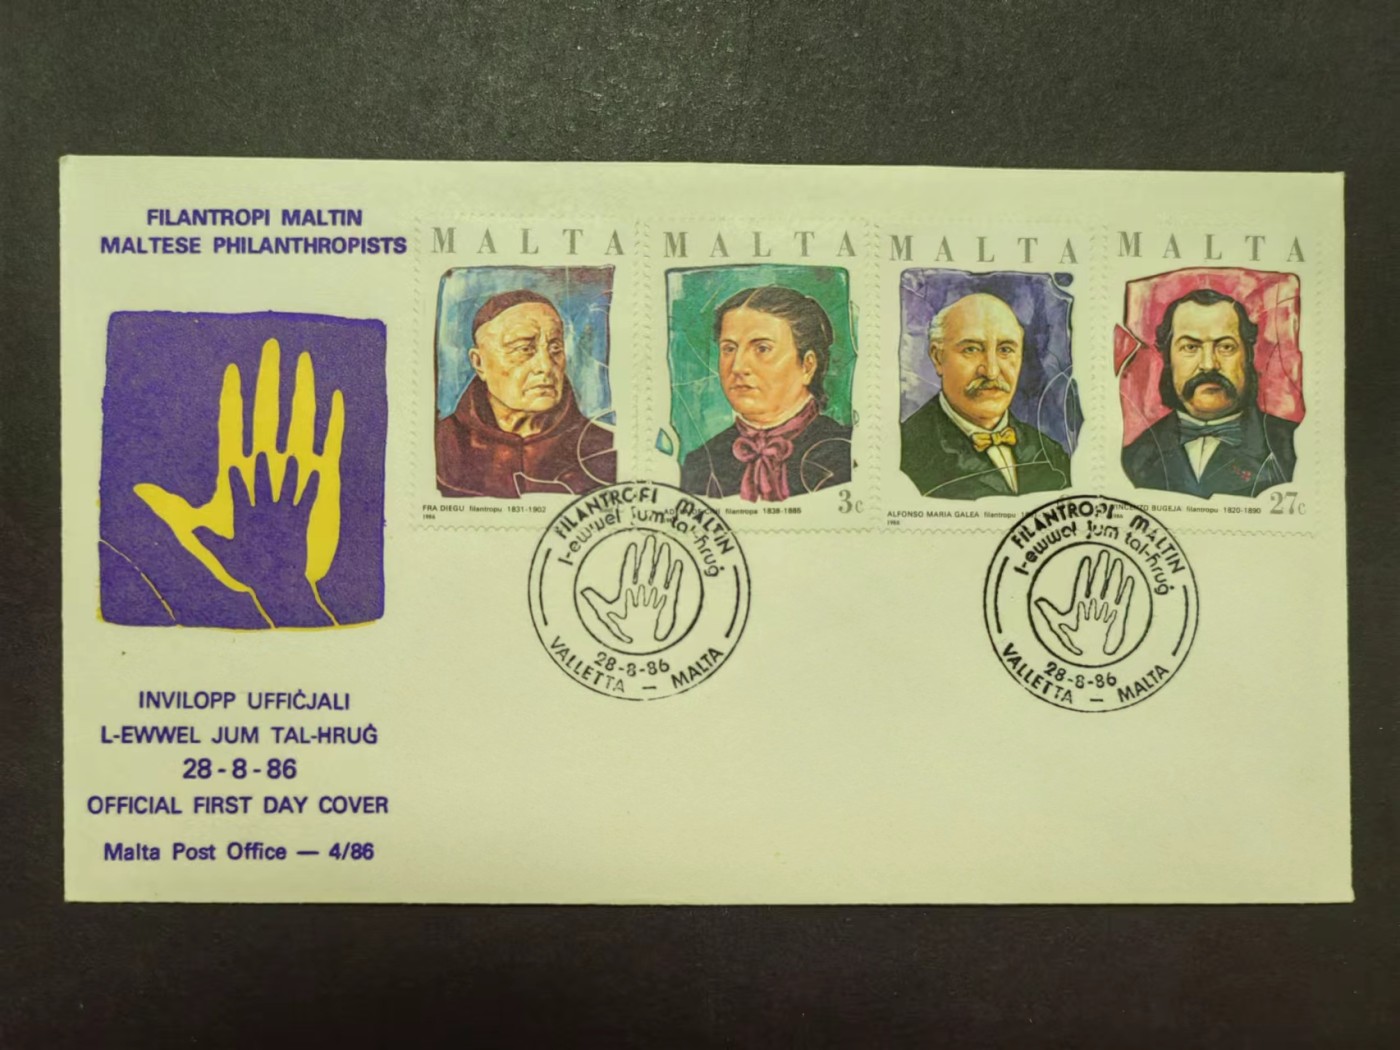 FILANTROPI MALTIN
MALTESE PHILANTHROPISTS
INVILOPP UFFIĊJALI
L-EWWEL JUM TAL-HRUĠ
28-8-86
OFFICIAL FIRST DAY COVER
Malta Post Office — 4/86
MALTA
FRA DIEGU filantropu 1831-1902
1986
MALTA
3c
filantropa 1838-1885
MALTA
ALFONSO MARIA GALEA filantropu
1986
MALTA
27c
VINCENZO BUGEJA filantropu 1820-1890
FILANTROPI MALTIN
l-ewwel jum tal-ħruġ
28-8-86
VALLETTA — MALTA
FILANTROPI MALTIN
l-ewwel jum tal-ħruġ
28-8-86
VALLETTA — MALTA